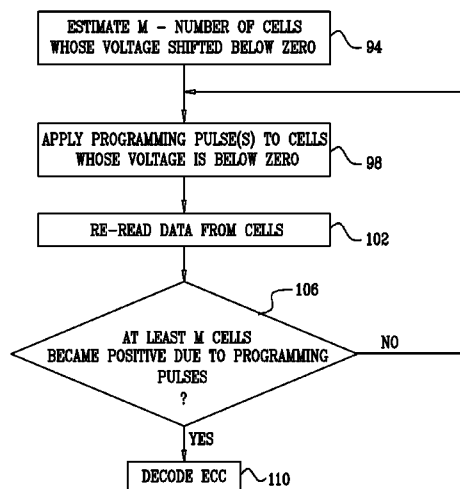 ESTIMATE M - NUMBER OF CELLS
WHOSE VOLTAGE SHIFTED BELOW ZERO
94
APPLY PROGRAMMING PULSE(S) TO CELLS
WHOSE VOLTAGE IS BELOW ZERO
98
RE-READ DATA FROM CELLS
102
106
AT LEAST M CELLS
BECAME POSITIVE DUE TO PROGRAMMING
PULSES
?
NO
YES
DECODE ECC
110